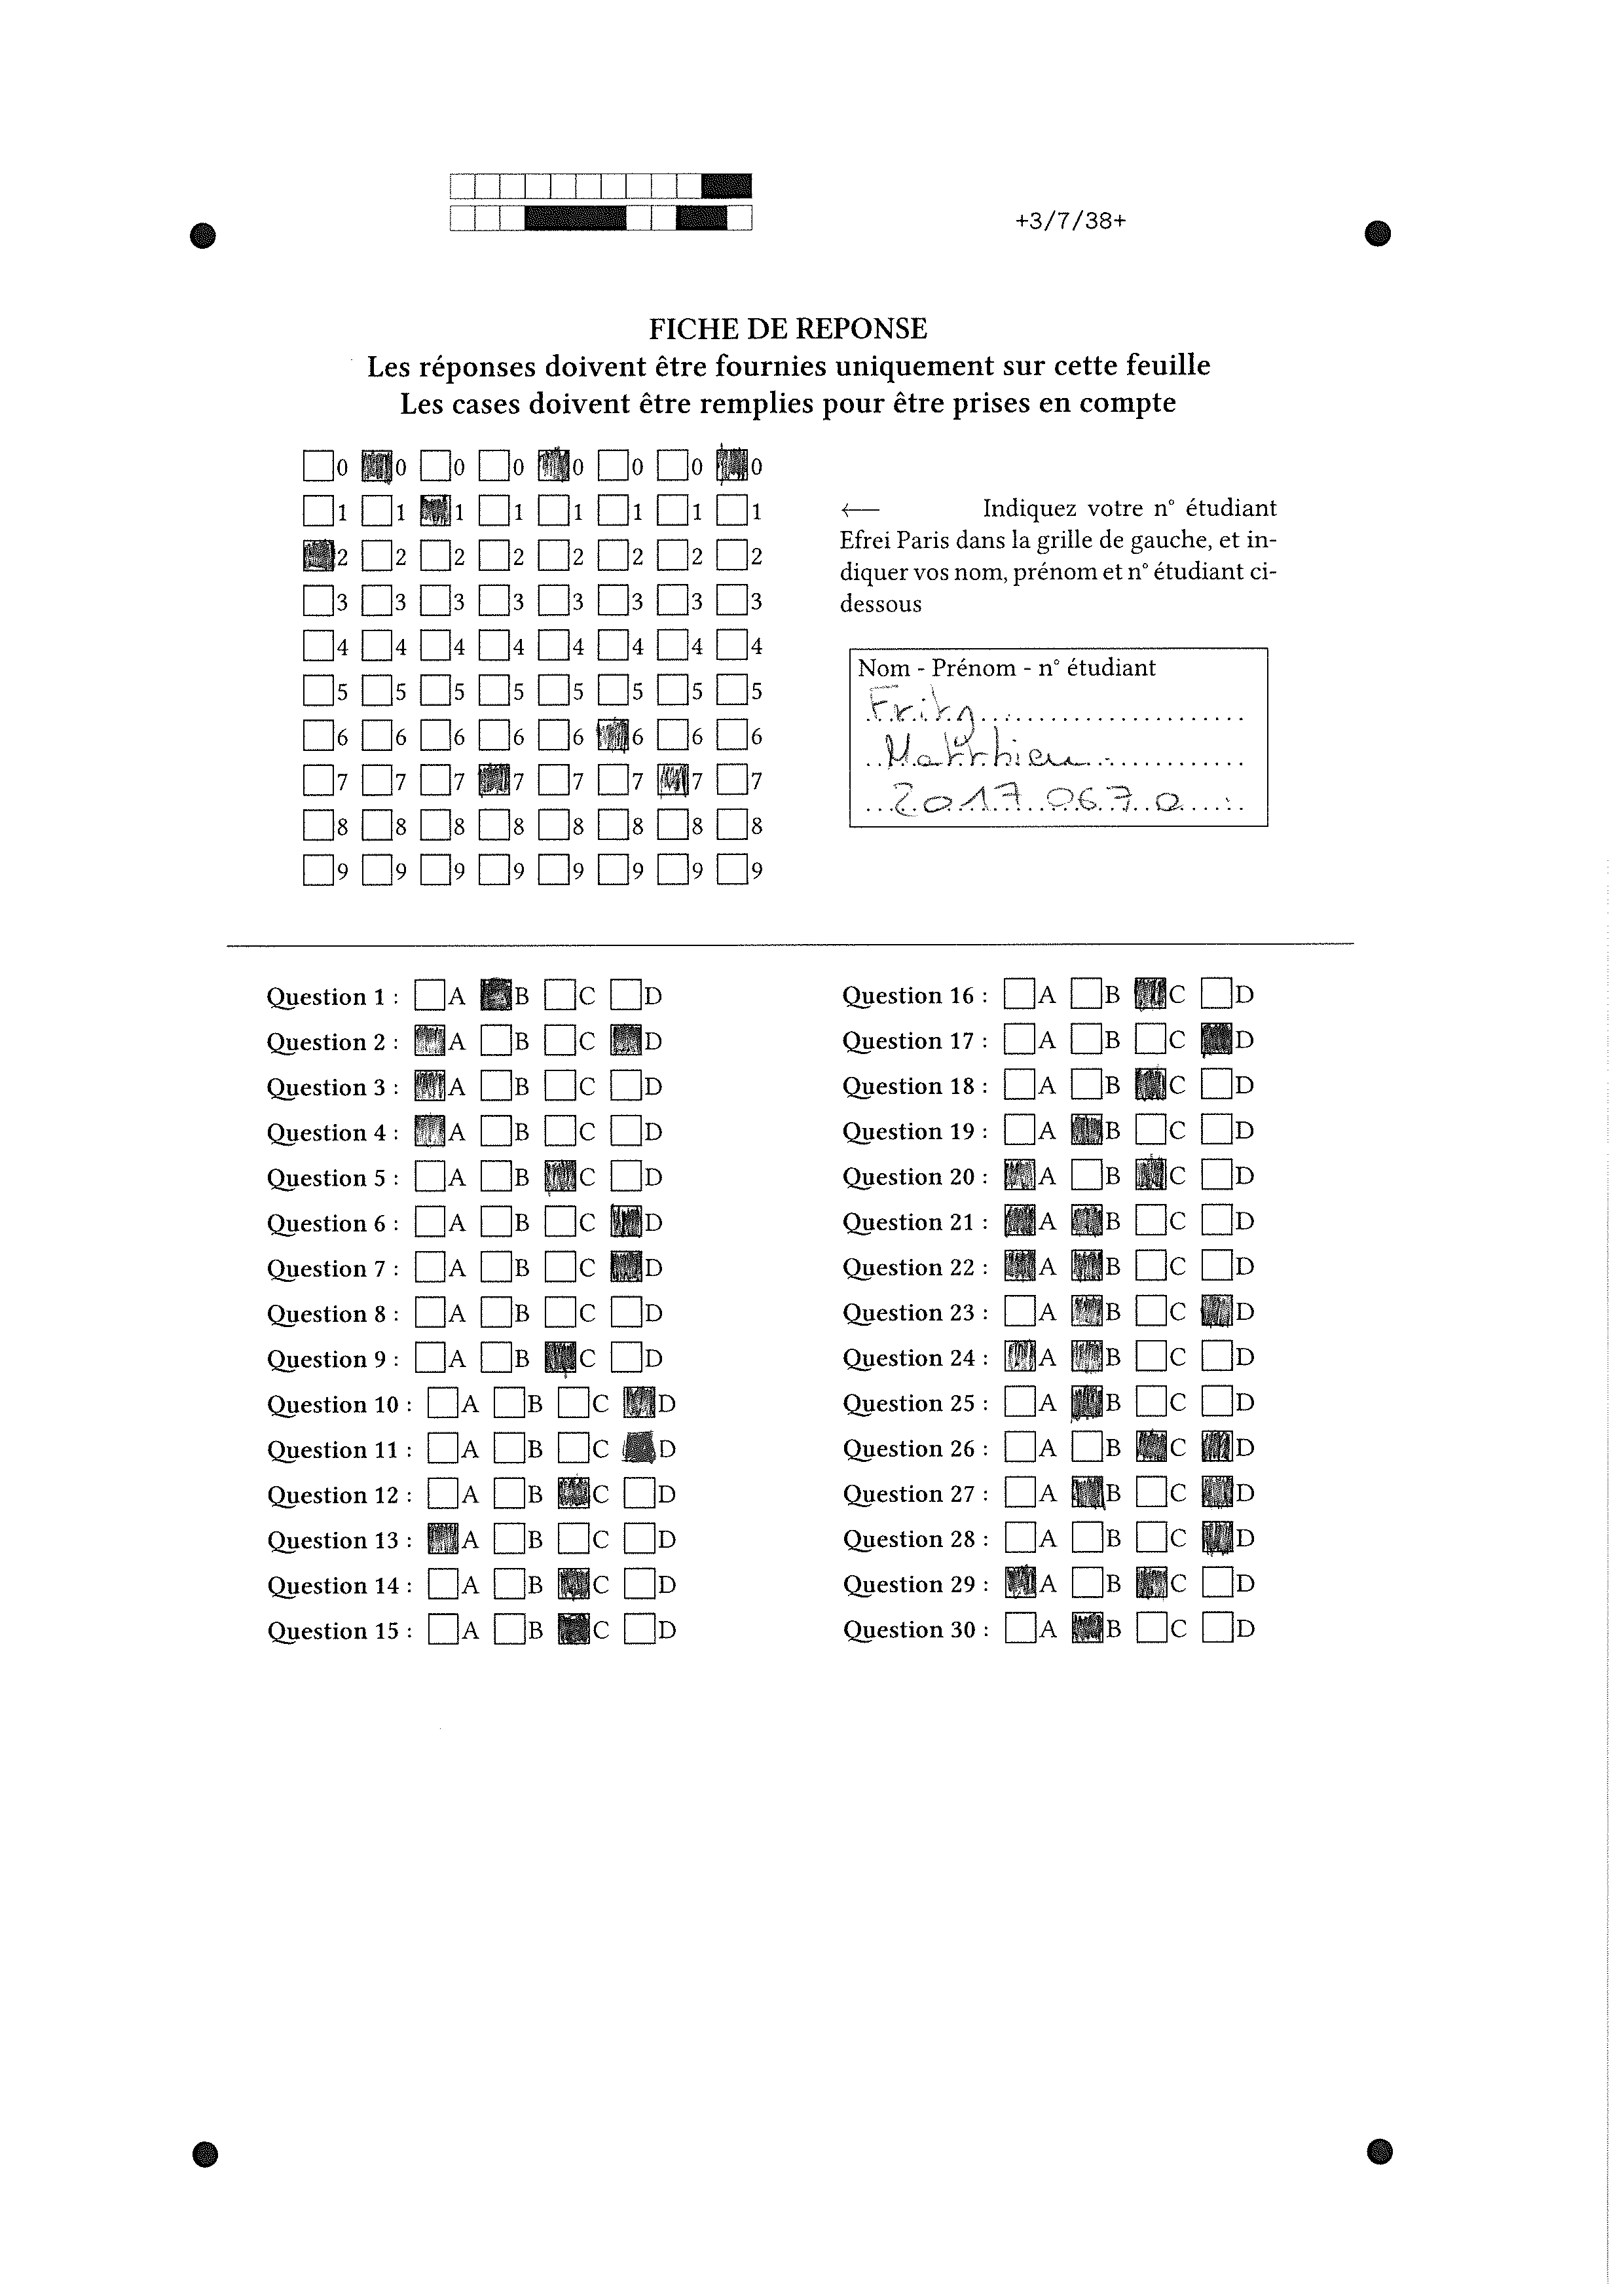 +3/7/38+
FICHE DE REPONSE
Les réponses doivent être fournies uniquement sur cette feuille
Les cases doivent être remplies pour être prises en compte
0 0 0 0 0 0 0 0
1 1 1 1 1 1 1 1
2 2 2 2 2 2 2 2
3 3 3 3 3 3 3 3
4 4 4 4 4 4 4 4
5 5 5 5 5 5 5 5
6 6 6 6 6 6 6 6
7 7 7 7 7 7 7 7
8 8 8 8 8 8 8 8
9 9 9 9 9 9 9 9
← Indiquez votre n° étudiant
Efrei Paris dans la grille de gauche, et in-
diquer vos nom, prénom et n° étudiant ci-
dessous
Nom - Prénom - n° étudiant
Fritz
Matthieu
2017 0670
Question 1 : A B C D
Question 2 : A B C D
Question 3 : A B C D
Question 4 : A B C D
Question 5 : A B C D
Question 6 : A B C D
Question 7 : A B C D
Question 8 : A B C D
Question 9 : A B C D
Question 10 : A B C D
Question 11 : A B C D
Question 12 : A B C D
Question 13 : A B C D
Question 14 : A B C D
Question 15 : A B C D
Question 16 : A B C D
Question 17 : A B C D
Question 18 : A B C D
Question 19 : A B C D
Question 20 : A B C D
Question 21 : A B C D
Question 22 : A B C D
Question 23 : A B C D
Question 24 : A B C D
Question 25 : A B C D
Question 26 : A B C D
Question 27 : A B C D
Question 28 : A B C D
Question 29 : A B C D
Question 30 : A B C D